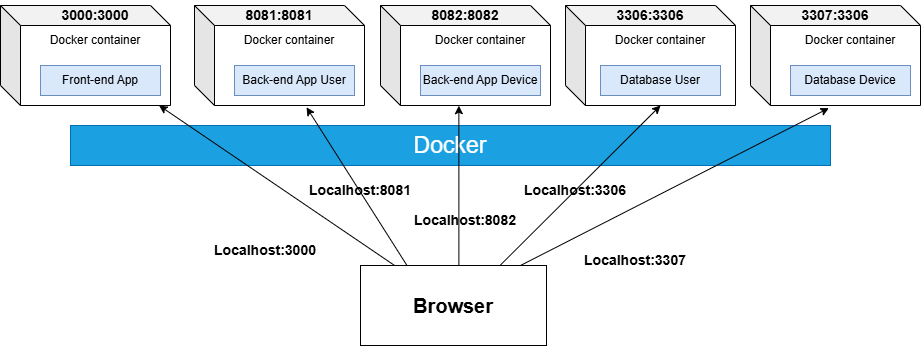 3000:3000
Docker container
Front-end App
8081:8081
Docker container
Back-end App User
8082:8082
Docker container
Back-end App Device
3306:3306
Docker container
Database User
3307:3306
Docker container
Database Device
Docker
Localhost:8081
Localhost:3306
Localhost:8082
Localhost:3000
Localhost:3307
Browser